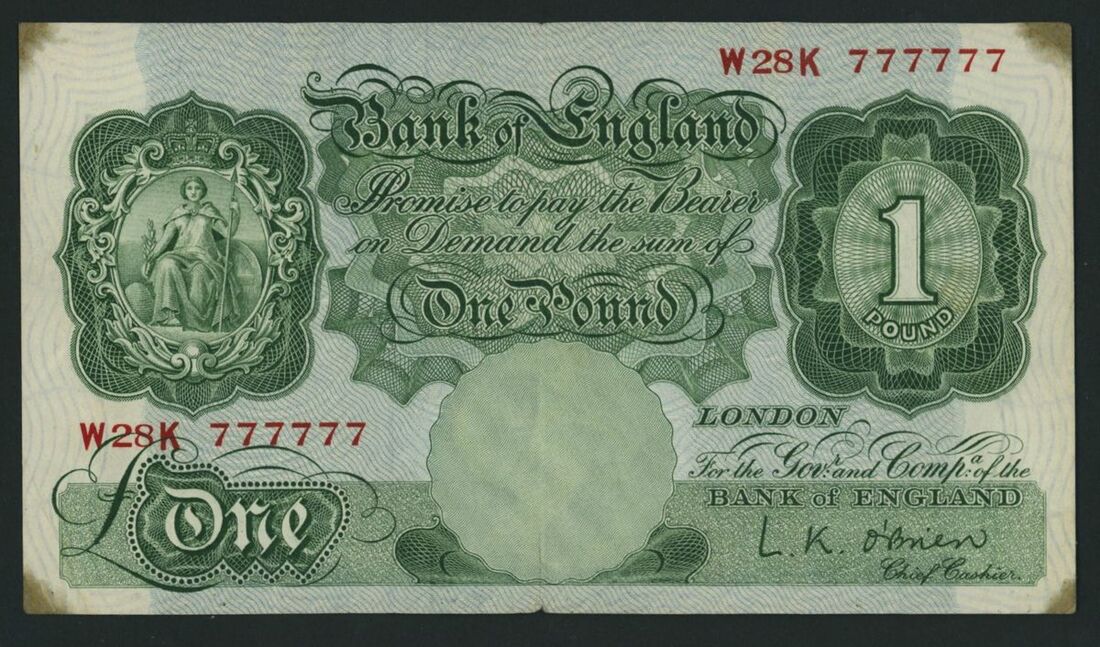 W28K 777777
Bank of England
Promise to pay the Bearer
on Demand the sum of
One Pound
1
POUND
W28K 777777
£One
LONDON
For the Govr. and Compa. of the
BANK of ENGLAND
L. K. O'Brien
Chief Cashier.